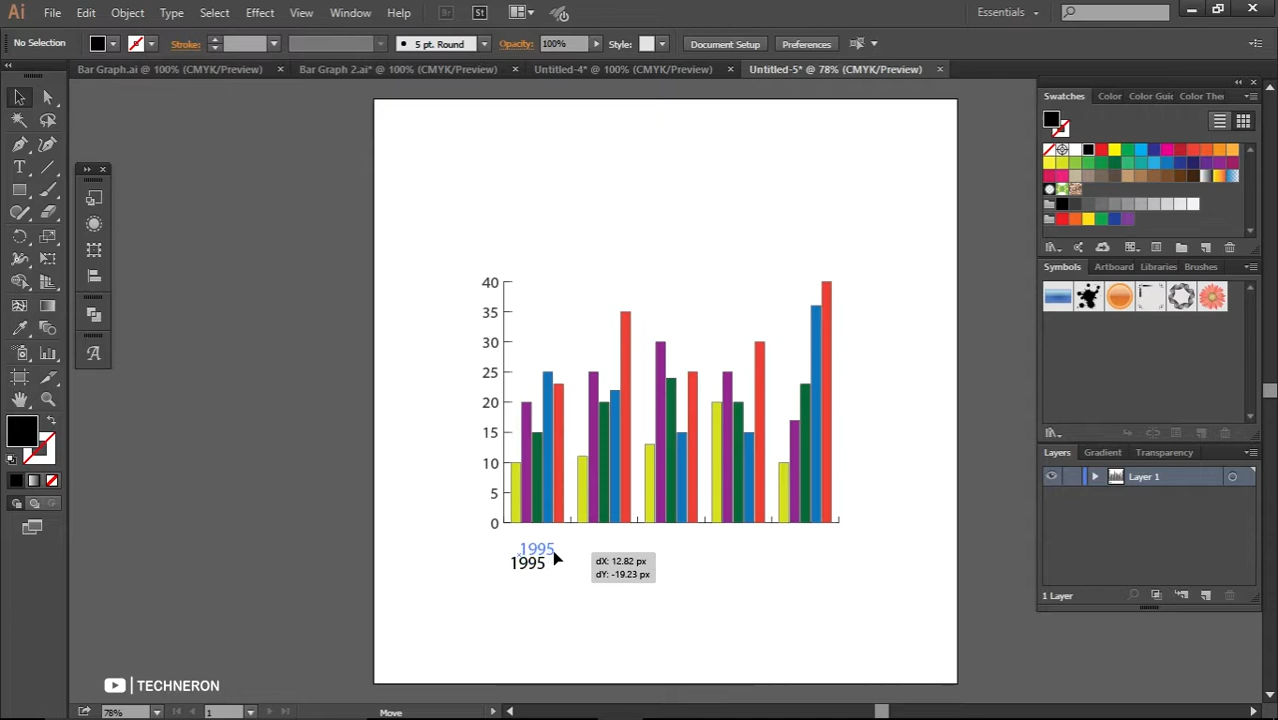 Ai File Edit Object Type Select Effect View Window Help Br St Essentials
No Selection Stroke: 5 pt. Round Opacity: 100% Style: Document Setup Preferences
Bar Graph.ai @ 100% (CMYK/Preview) × Bar Graph 2.ai* @ 100% (CMYK/Preview) × Untitled-4* @ 100% (CMYK/Preview) × Untitled-5* @ 78% (CMYK/Preview) ×
Swatches Color Color Guid Color Ther
Symbols Artboard Libraries Brushes
40
35
30
25
20
15
10
5
0
Layers Gradient Transparency
Layer 1
1995
1995
dX: 12.82 px
dY: -19.23 px
1 Layer
TECHNERON
78% 1 Move